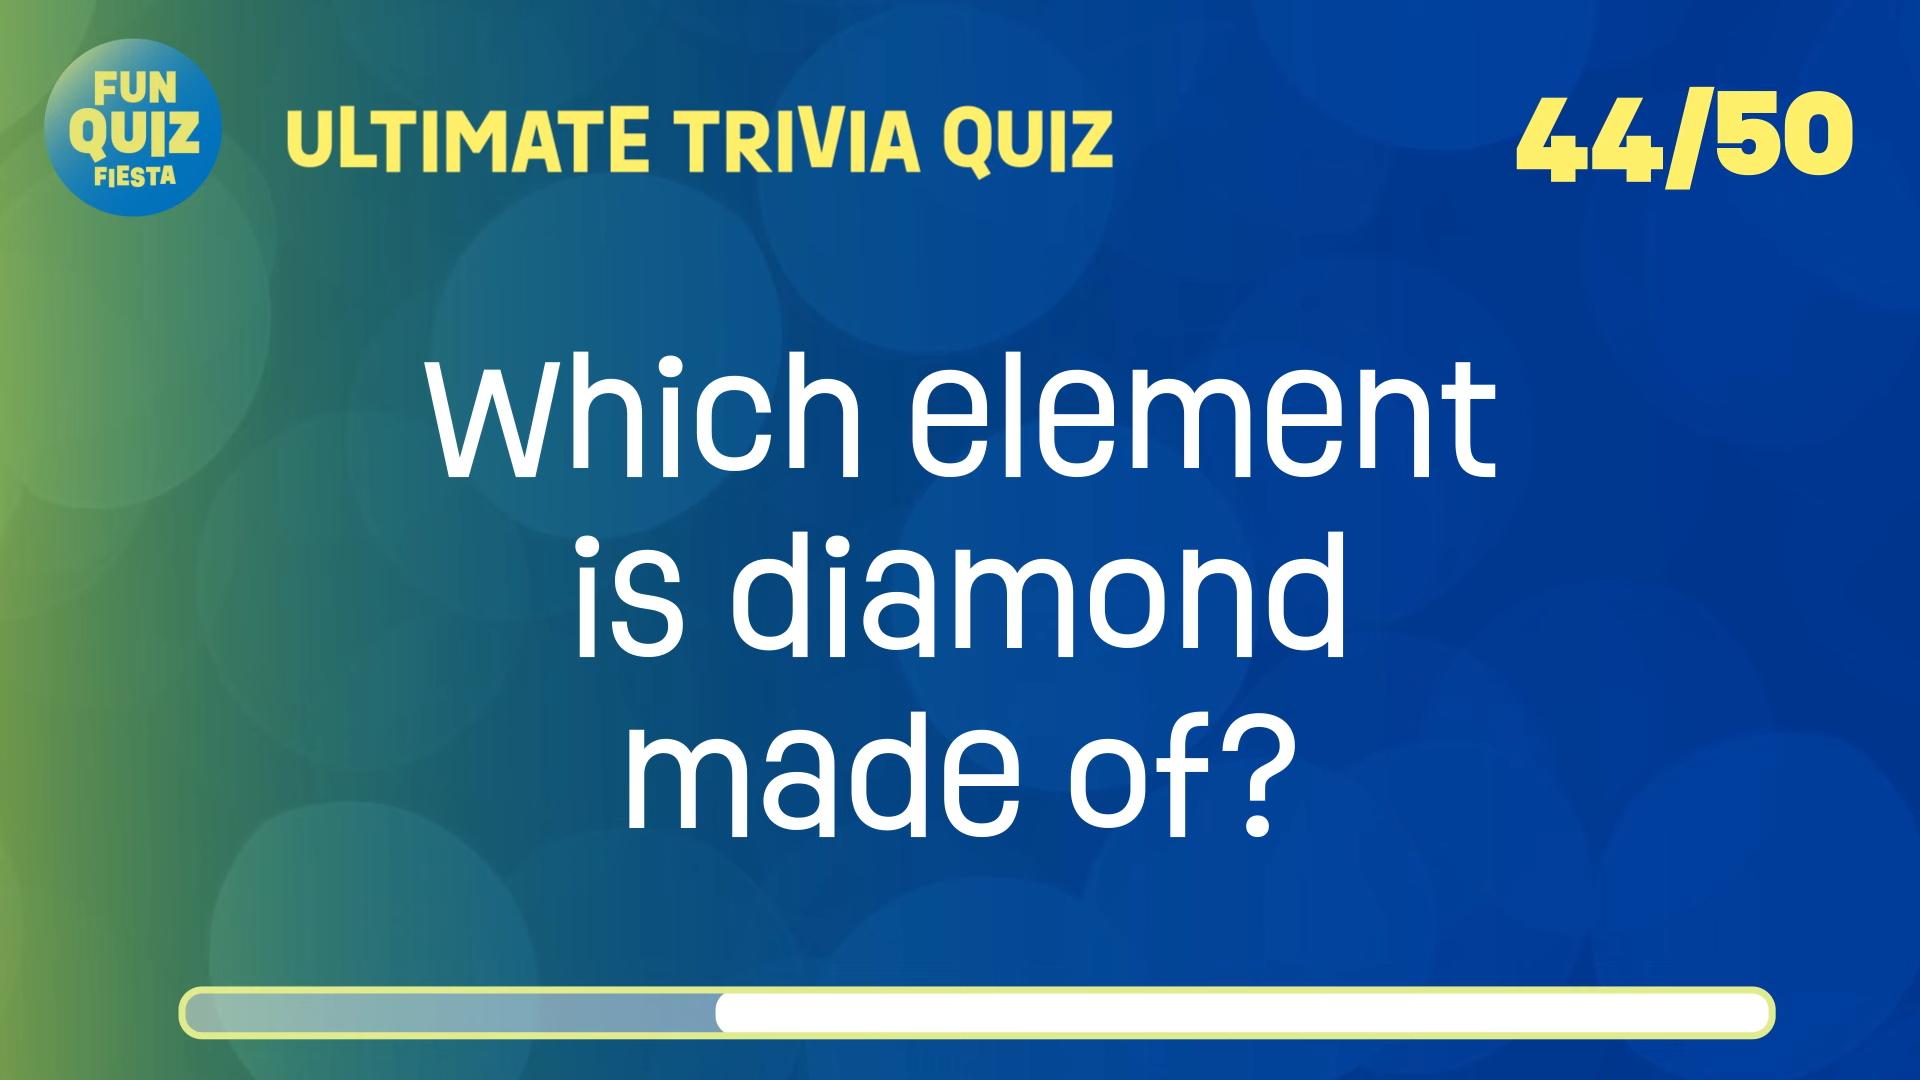 FUN
QUIZ
FIESTA
ULTIMATE TRIVIA QUIZ
44/50
Which element
is diamond
made of?